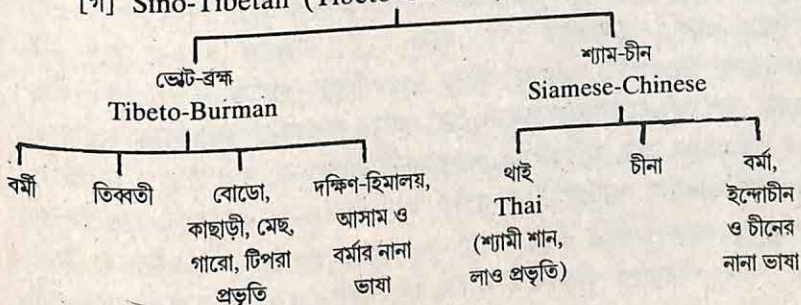 [গ] Sino-Tibetan
ভোট-ব্রহ্ম
Tibeto-Burman
শ্যাম-চীন
Siamese-Chinese
বর্মী
তিব্বতী
বোডো,
কাছাড়ী, মেছ,
গারো, টিপরা
প্রভৃতি
দক্ষিণ-হিমালয়,
আসাম ও
বর্মার নানা
ভাষা
থাই
Thai
(শ্যামী শান,
লাও প্রভৃতি)
চীনা
বর্মা,
ইন্দোচীন
ও চীনের
নানা ভাষা